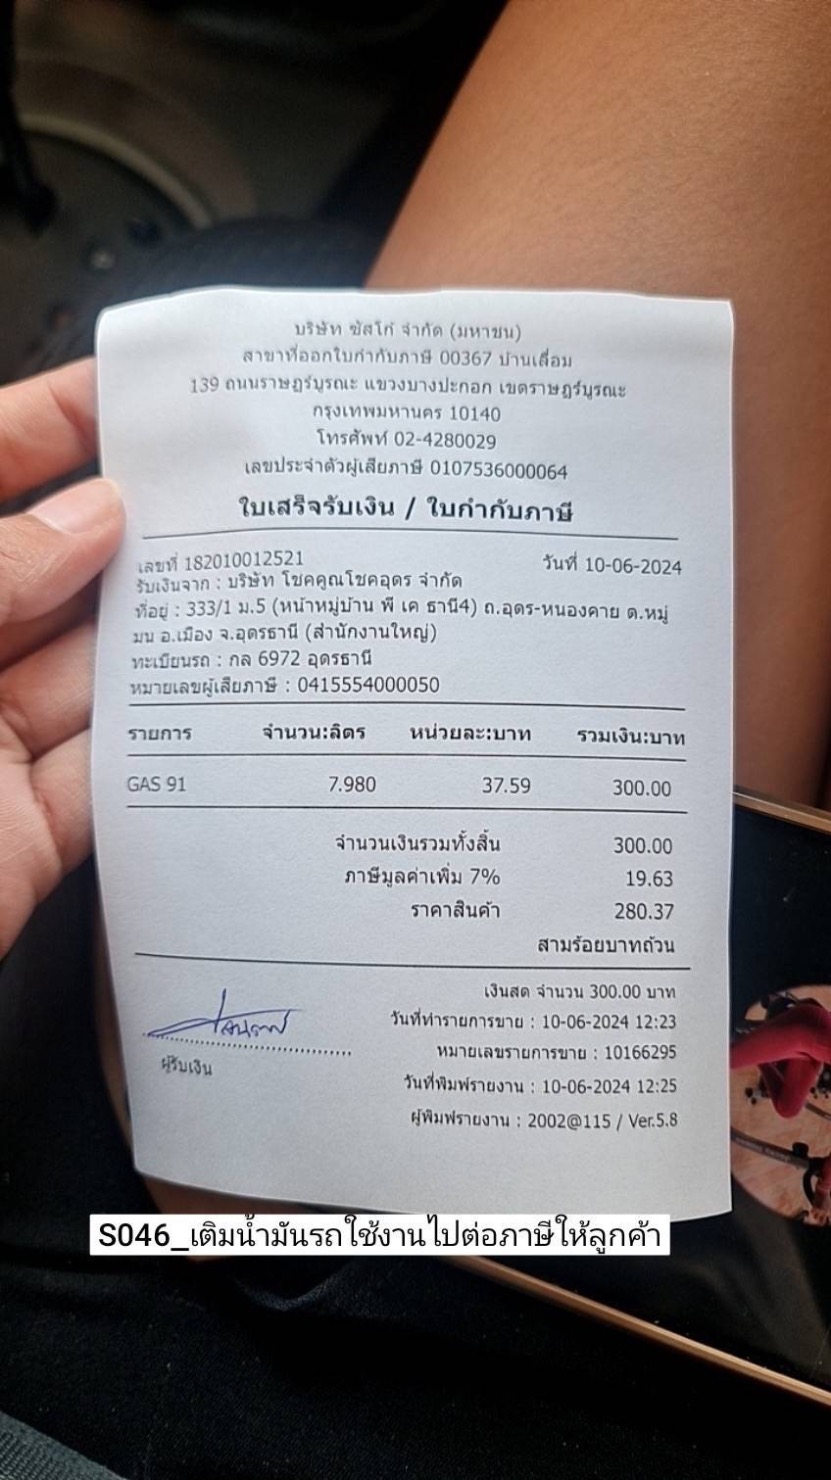 บริษัท ซัสโก้ จำกัด (มหาชน)
สาขาที่ออกใบกำกับภาษี 00367 บ้านเลื่อม
139 ถนนราษฎร์บูรณะ แขวงบางปะกอก เขตราษฎร์บูรณะ
กรุงเทพมหานคร 10140
โทรศัพท์ 02-4280029
เลขประจำตัวผู้เสียภาษี 0107536000064
ใบเสร็จรับเงิน / ใบกำกับภาษี
เลขที่ 182010012521 วันที่ 10-06-2024
รับเงินจาก : บริษัท โชคคูณโชคอุดร จำกัด
ที่อยู่ : 333/1 ม.5 (หน้าหมู่บ้าน พี เค ธานี4) ถ.อุดร-หนองคาย ต.หมู่
มน อ.เมือง จ.อุดรธานี (สำนักงานใหญ่)
ทะเบียนรถ : กล 6972 อุดรธานี
หมายเลขผู้เสียภาษี : 0415554000050
รายการ จำนวน:ลิตร หน่วยละ:บาท รวมเงิน:บาท
GAS 91 7.980 37.59 300.00
จำนวนเงินรวมทั้งสิ้น 300.00
ภาษีมูลค่าเพิ่ม 7% 19.63
ราคาสินค้า 280.37
สามร้อยบาทถ้วน
เงินสด จำนวน 300.00 บาท
วันที่ทำรายการขาย : 10-06-2024 12:23
หมายเลขรายการขาย : 10166295
ผู้รับเงิน
วันที่พิมพ์รายงาน : 10-06-2024 12:25
ผู้พิมพ์รายงาน : 2002@115 / Ver.5.8
S046_เติมน้ำมันรถใช้งานไปต่อภาษีให้ลูกค้า